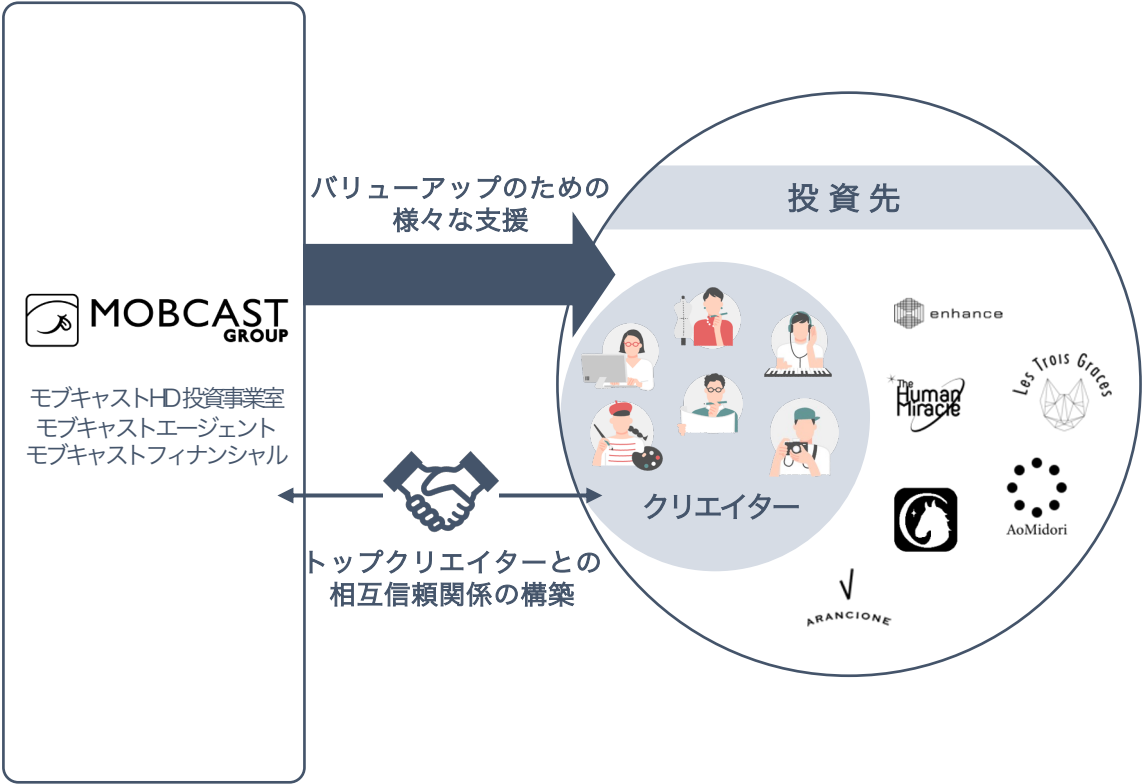 MOBCAST
GROUP
モブキャストHD 投資事業室
モブキャストエージェント
モブキャストフィナンシャル
バリューアップのための
様々な支援
トップクリエイターとの
相互信頼関係の構築
投資先
クリエイター
enhance
The
Human
Miracle
Les Trois Graces
AoMidori
ARANCIONE